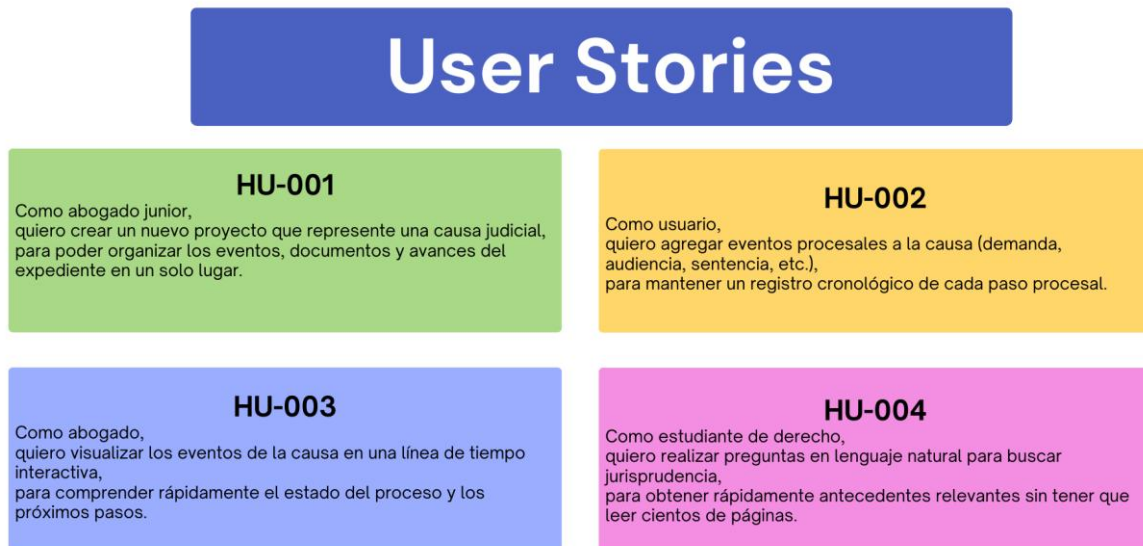 User Stories
HU-001
Como abogado junior,
quiero crear un nuevo proyecto que represente una causa judicial,
para poder organizar los eventos, documentos y avances del
expediente en un solo lugar.
HU-002
Como usuario,
quiero agregar eventos procesales a la causa (demanda,
audiencia, sentencia, etc.),
para mantener un registro cronológico de cada paso procesal.
HU-003
Como abogado,
quiero visualizar los eventos de la causa en una línea de tiempo
interactiva,
para comprender rápidamente el estado del proceso y los
próximos pasos.
HU-004
Como estudiante de derecho,
quiero realizar preguntas en lenguaje natural para buscar
jurisprudencia,
para obtener rápidamente antecedentes relevantes sin tener que
leer cientos de páginas.